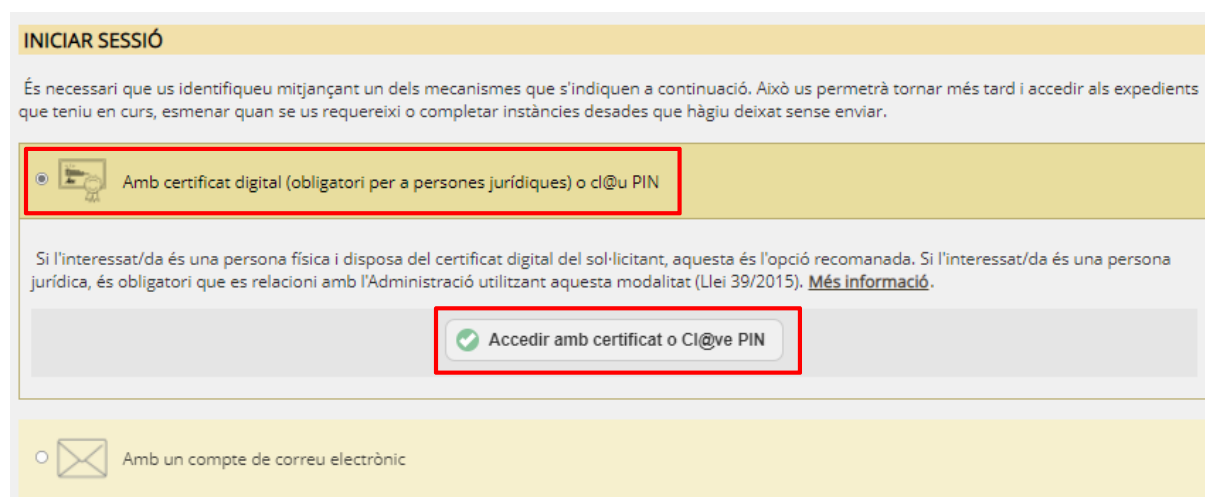 INICIAR SESSIÓ
És necessari que us identifiqueu mitjançant un dels mecanismes que s'indiquen a continuació. Això us permetrà tornar més tard i accedir als expedients
que teniu en curs, esmenar quan se us requereixi o completar instàncies desades que hàgiu deixat sense enviar.
Amb certificat digital (obligatori per a persones jurídiques) o cl@u PIN
Si l'interessat/da és una persona física i disposa del certificat digital del sol·licitant, aquesta és l'opció recomanada. Si l'interessat/da és una persona
jurídica, és obligatori que es relacioni amb l'Administració utilitzant aquesta modalitat (Llei 39/2015). Més informació.
Accedir amb certificat o Cl@ve PIN
Amb un compte de correu electrònic